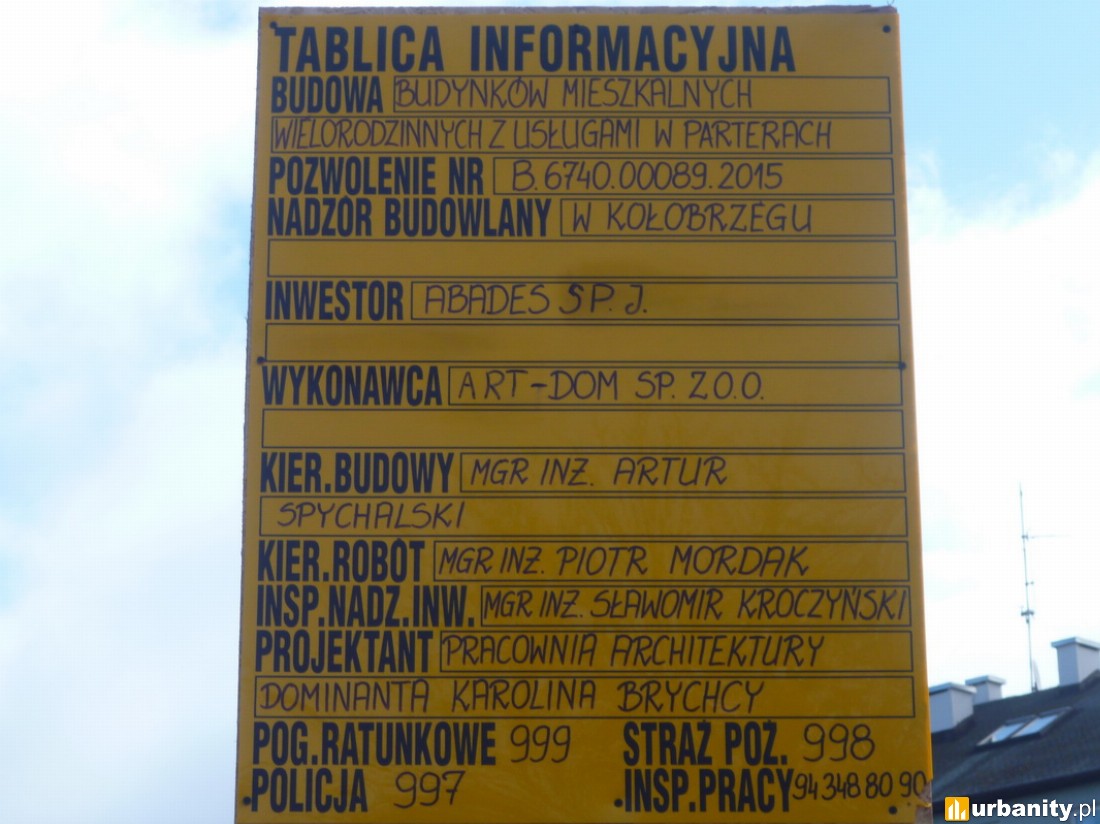 TABLICA INFORMACYJNA
BUDOWA BUDYNKÓW MIESZKALNYCH
WIELORODZINNYCH Z USŁUGAMI W PARTERACH
POZWOLENIE NR B.6740.00089.2015
NADZÓR BUDOWLANY W KOŁOBRZEGU
INWESTOR ABADES SP. J.
WYKONAWCA ART-DOM SP. Z O.O.
KIER.BUDOWY MGR INŻ. ARTUR
SPYCHALSKI
KIER.ROBÓT MGR INŻ. PIOTR MORDAK
INSP.NADZ.INW. MGR INŻ. SŁAWOMIR KROCZYŃSKI
PROJEKTANT PRACOWNIA ARCHITEKTURY
DOMINANTA KAROLINA BRYCHCY
POG.RATUNKOWE 999 STRAŻ POŻ. 998
POLICJA 997 INSP.PRACY 94 348 80 90
urbanity.pl